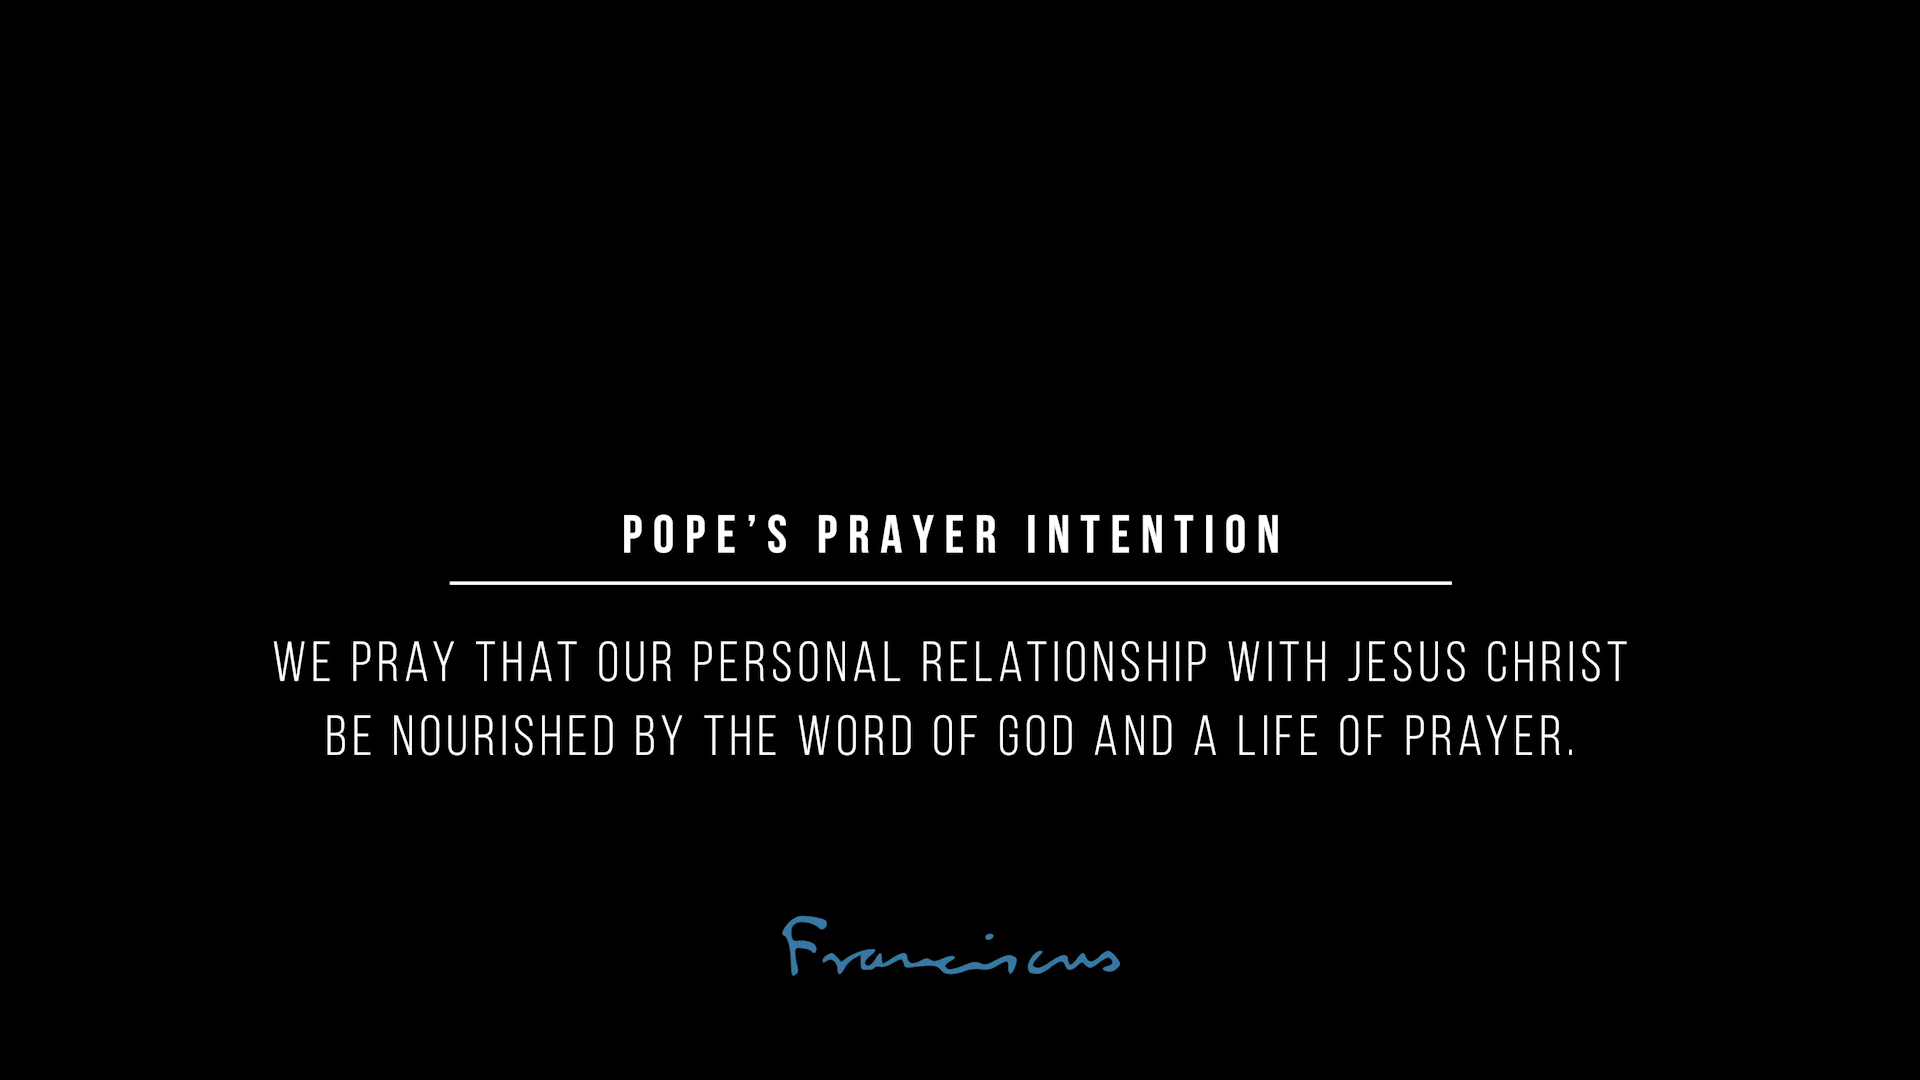 POPE’S PRAYER INTENTION
WE PRAY THAT OUR PERSONAL RELATIONSHIP WITH JESUS CHRIST
BE NOURISHED BY THE WORD OF GOD AND A LIFE OF PRAYER.
Franciscus